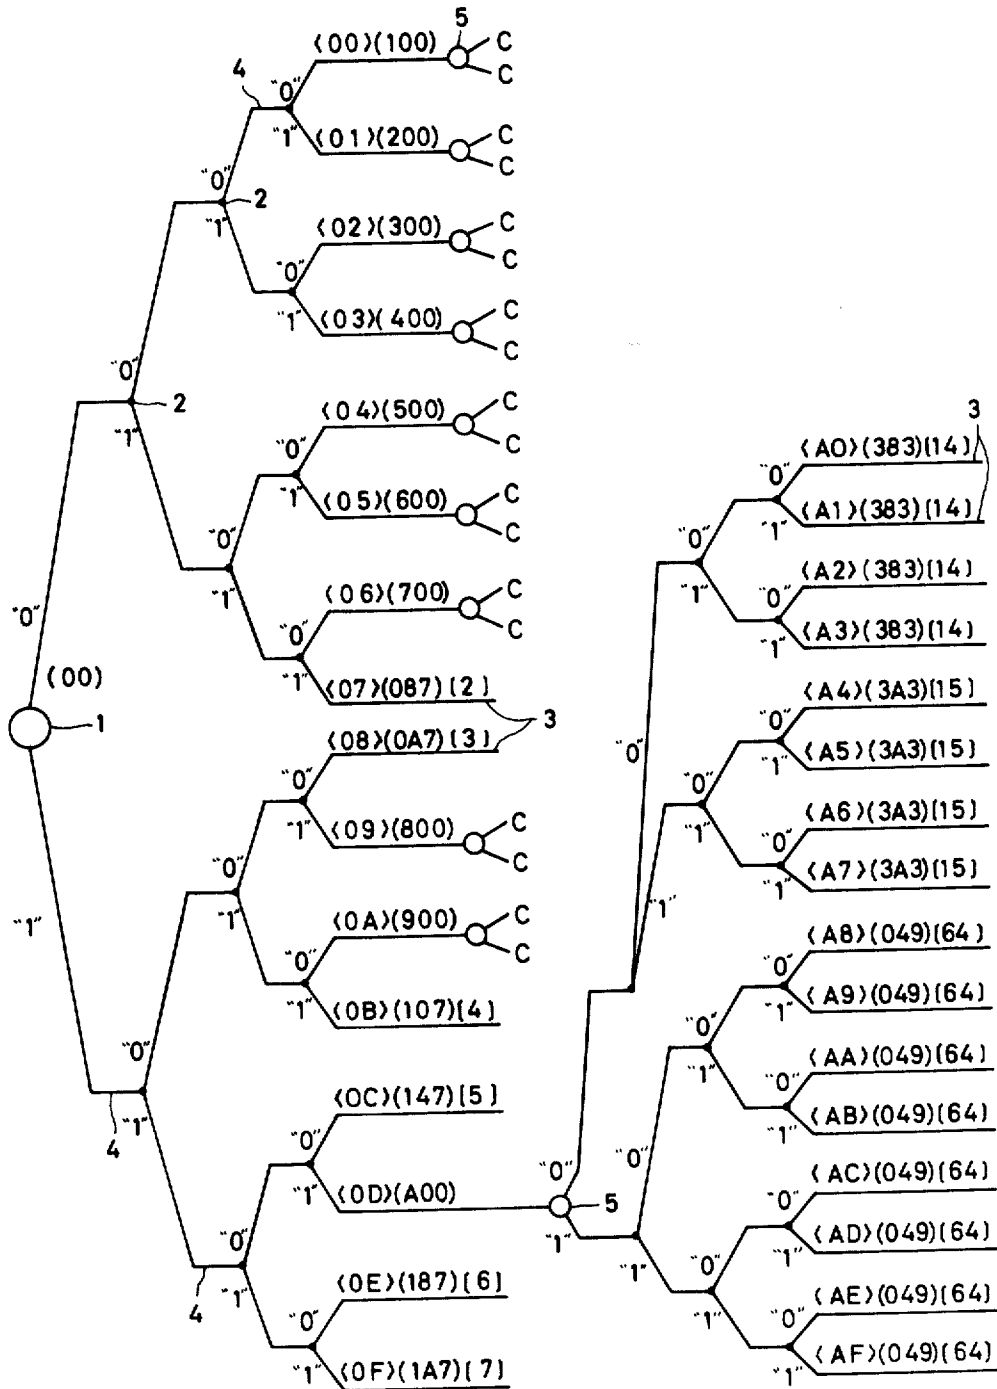 5
<00>(100)
C
C
4
"0"
"1"
<01>(200)
C
C
"0"
2
"1"
<02>(300)
C
C
"0"
"1"
<03>(400)
C
C
"0"
2
"1"
<04>(500)
C
C
"0"
"1"
<05>(600)
C
C
"0"
"1"
<06>(700)
C
C
"0"
"1"
<07>(087)[2]
3
"0"
(00)
1
"1"
<08>(0A7)[3]
"0"
"1"
<09>(800)
C
C
"0"
"1"
<0A>(900)
C
C
"0"
"1"
<0B>(107)[4]
"0"
4
"1"
<0C>(147)[5]
"0"
"1"
<0D>(A00)
"0"
4
"1"
<0E>(187)[6]
"0"
"1"
<0F>(1A7)[7]
"0"
5
"1"
3
<A0>(383)[14]
"0"
"1"
<A1>(383)[14]
"0"
"1"
<A2>(383)[14]
"0"
"1"
<A3>(383)[14]
"0"
"1"
<A4>(3A3)[15]
"0"
"1"
<A5>(3A3)[15]
"0"
"1"
<A6>(3A3)[15]
"0"
"1"
<A7>(3A3)[15]
<A8>(049)[64]
"0"
"1"
<A9>(049)[64]
"0"
"1"
<AA>(049)[64]
"0"
"1"
<AB>(049)[64]
"0"
"1"
<AC>(049)[64]
"0"
"1"
<AD>(049)[64]
"0"
"1"
<AE>(049)[64]
"0"
"1"
<AF>(049)[64]